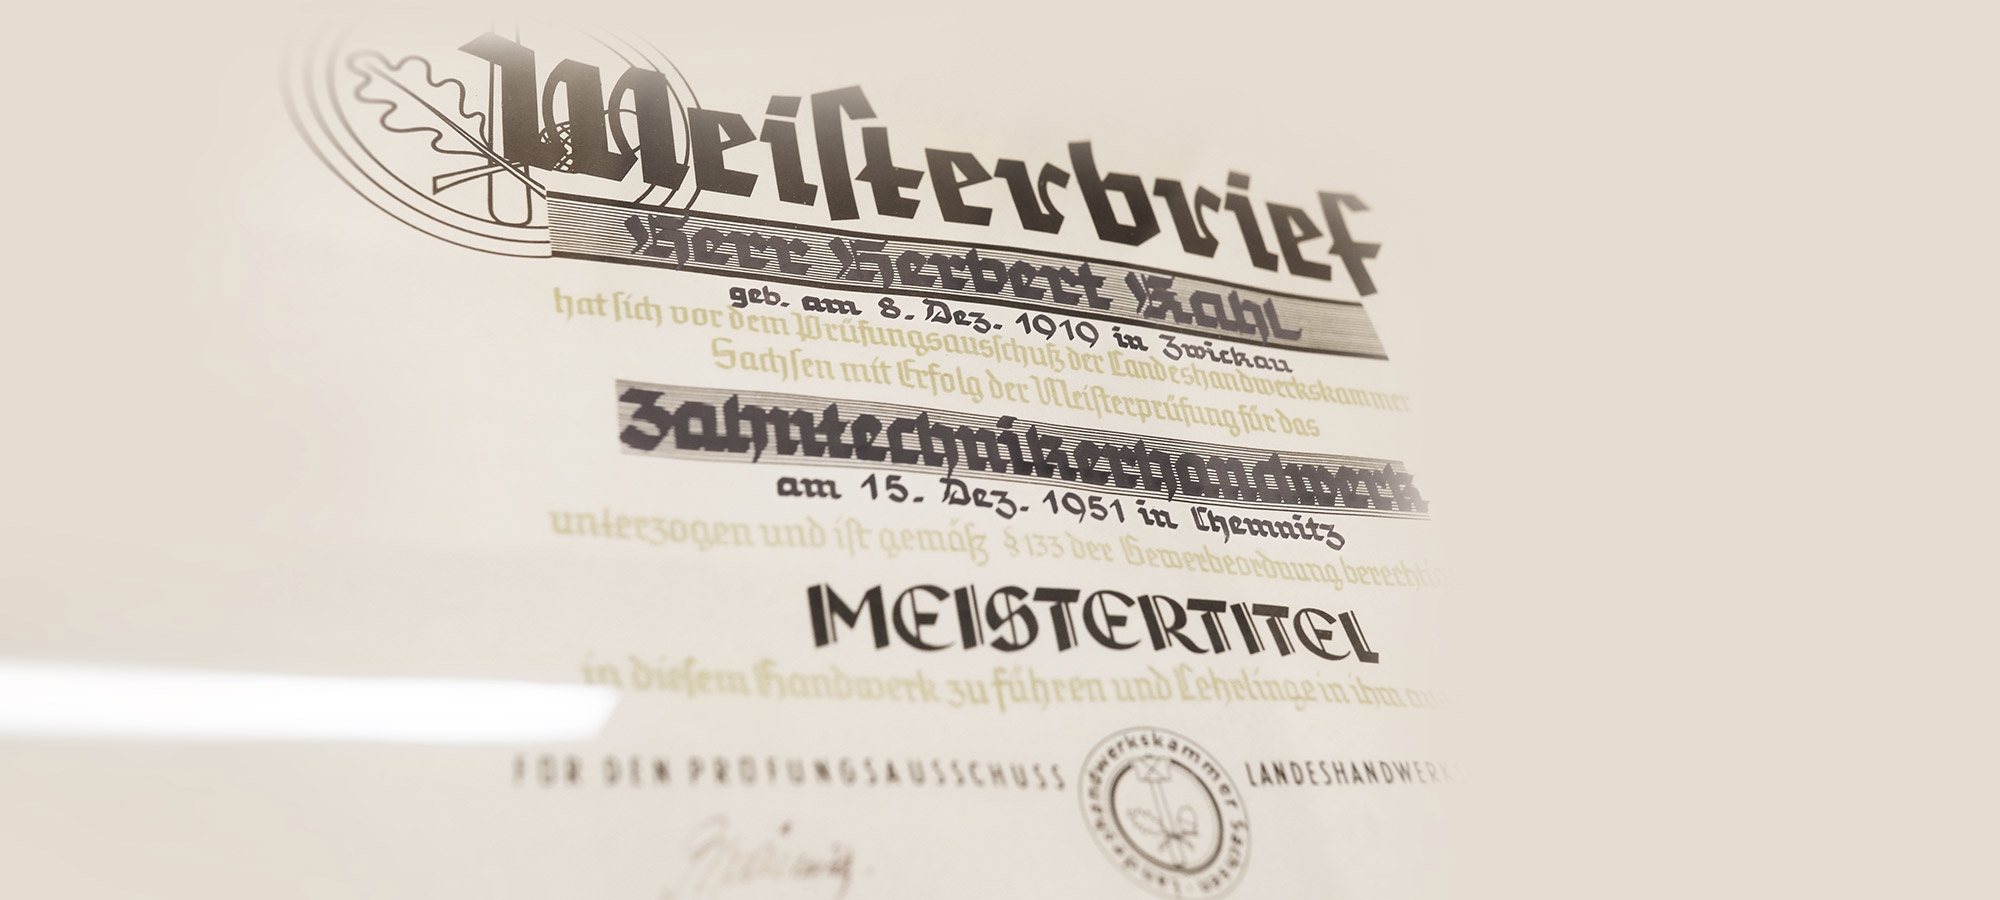 Meiſterbrief
Herr Herbert Kahl
geb. am 8. Dez. 1919 in Zwickau
hat ſich vor dem Prüfungsausſchuß der Landeshandwerkskammer
Sachſen mit Erfolg der Meiſterprüfung für das
Zahntechnikerhandwerk
am 15. Dez. 1951 in Chemnitz
unterzogen und iſt gemäß § 133 der Gewerbeordnung
MEISTERTITEL
in dieſem Handwerk zu führen und Lehrlinge in ihm
FÜR DEN PRÜFUNGSAUSSCHUSS
Landeshandwerkskammer Sachsen